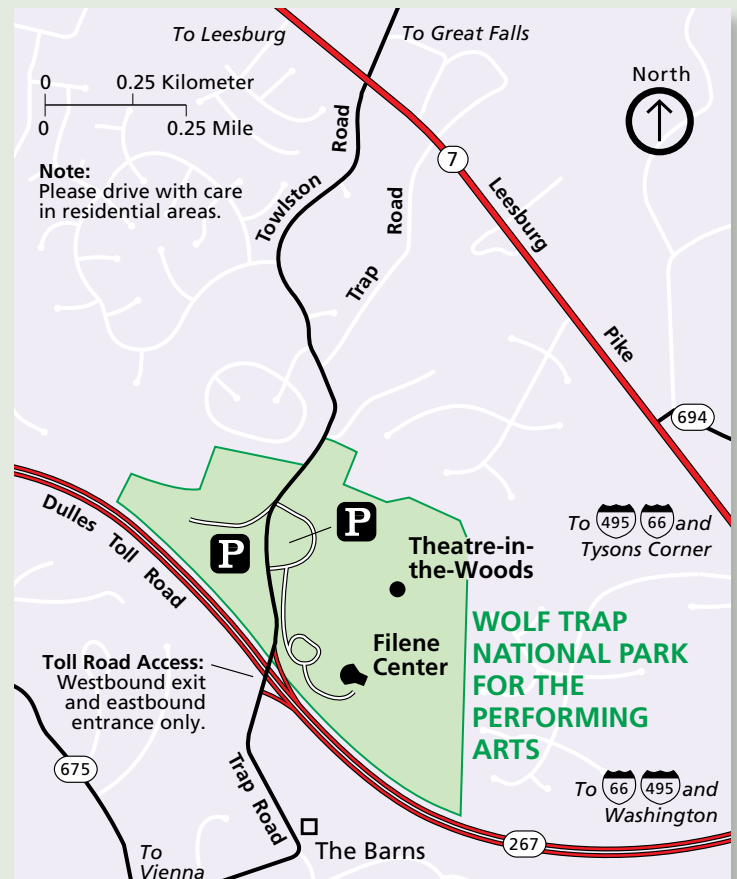 To Leesburg
To Great Falls
0
0.25 Kilometer
0
0.25 Mile
North
Note:
Please drive with care
in residential areas.
Towlston
Road
Trap
Road
7
Leesburg
Pike
694
To 495 66 and
Tysons Corner
Dulles Toll Road
P
P
Theatre-in-
the-Woods
Filene
Center
WOLF TRAP
NATIONAL PARK
FOR THE
PERFORMING
ARTS
Toll Road Access:
Westbound exit
and eastbound
entrance only.
675
Trap Road
To 66 495 and
Washington
267
The Barns
To
Vienna